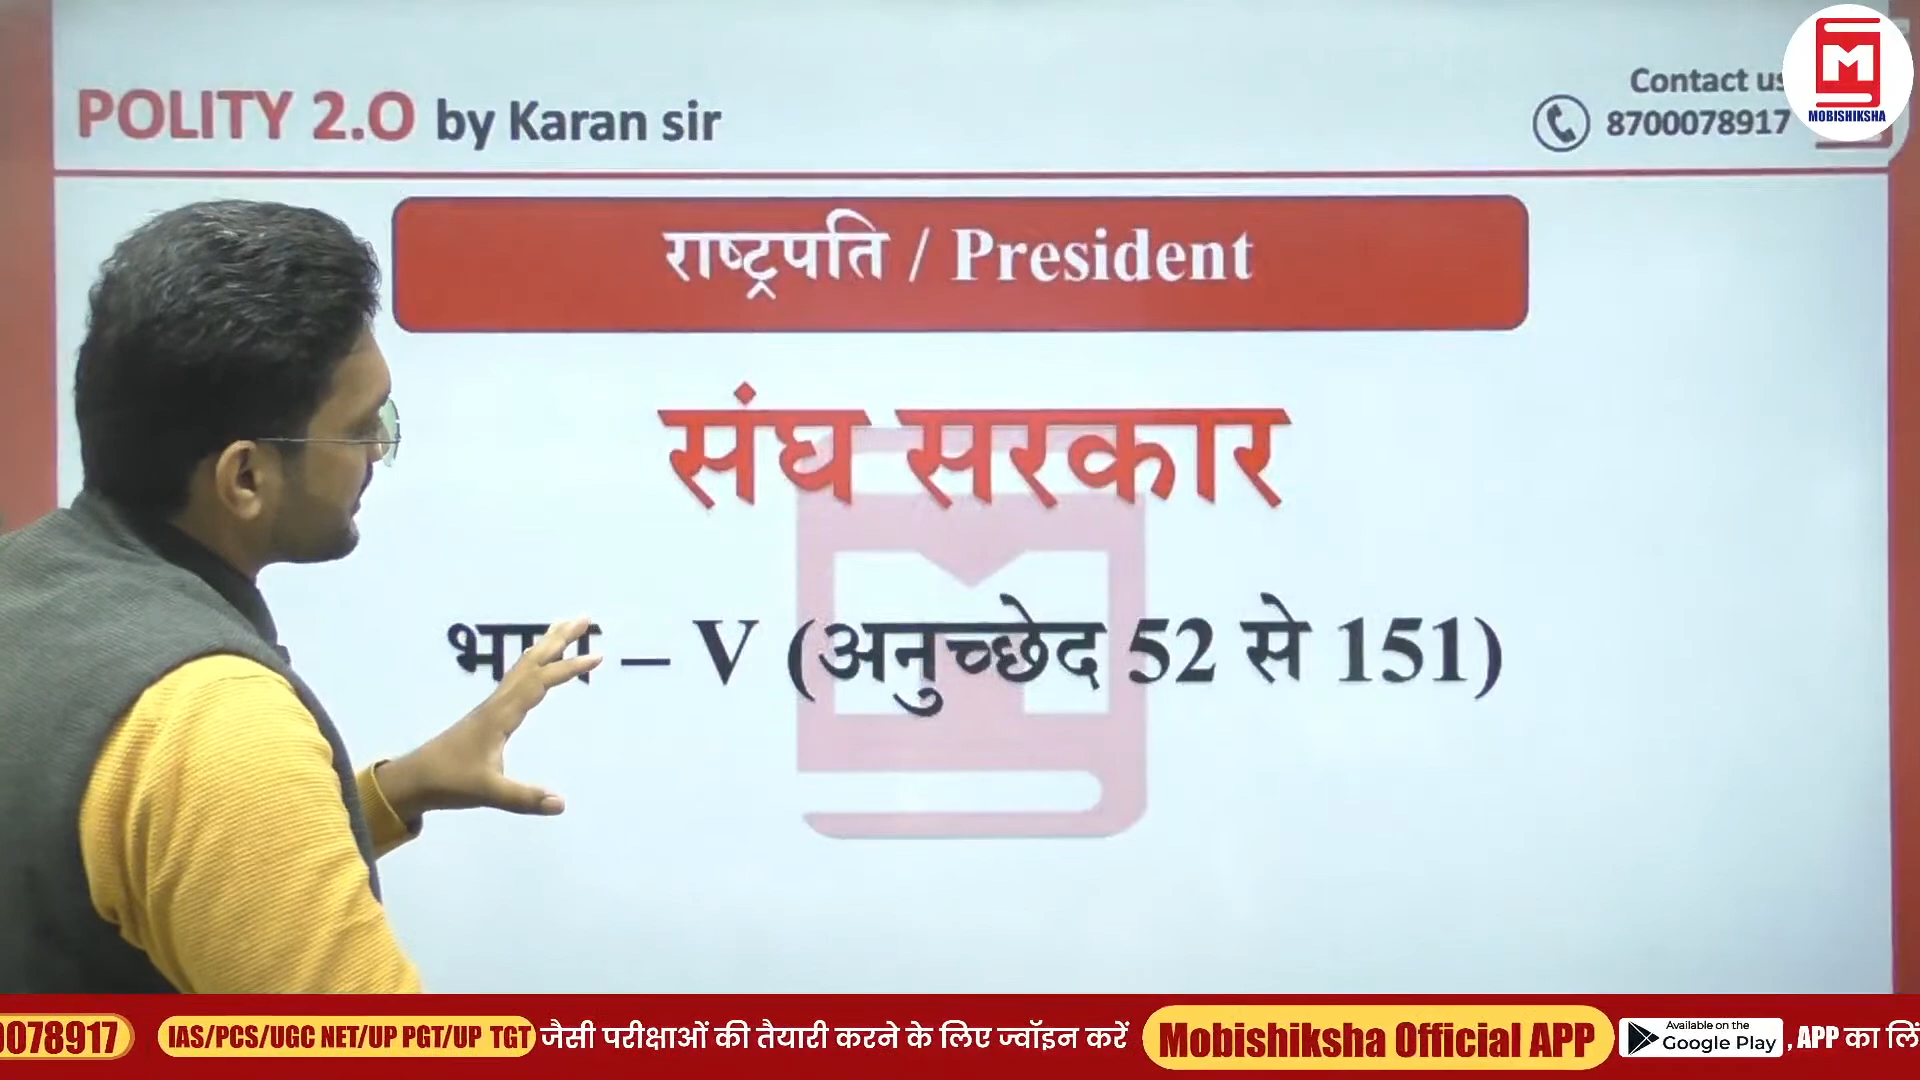 POLITY 2.O by Karan sir
Contact us
8700078917
MOBISHIKSHA
राष्ट्रपति / President
संघ सरकार
भाग – V (अनुच्छेद 52 से 151)
0078917 IAS/PCS/UGC NET/UP PGT/UP TGT जैसी परीक्षाओं की तैयारी करने के लिए ज्वॉइन करें Mobishiksha Official APP Available on the Google Play , APP का लिं